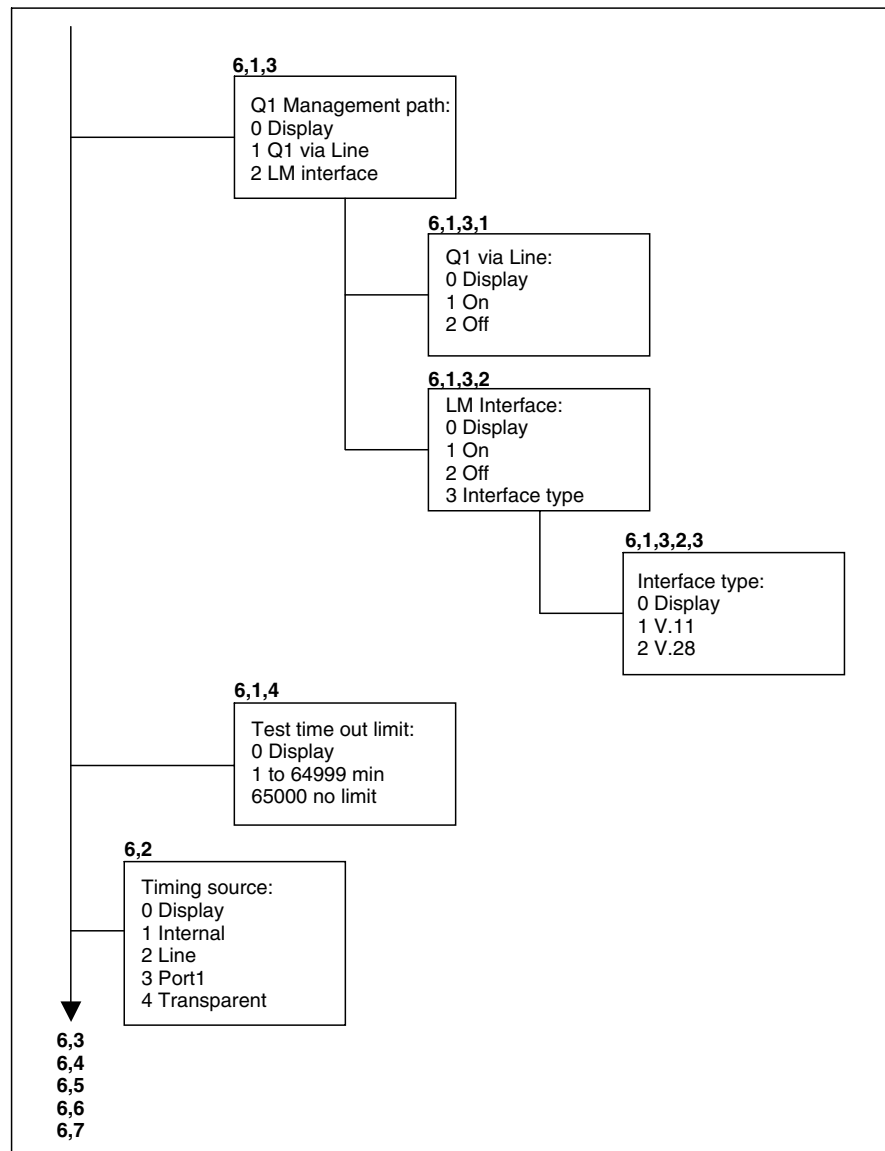 6,1,3
Q1 Management path:
0 Display
1 Q1 via Line
2 LM interface
6,1,3,1
Q1 via Line:
0 Display
1 On
2 Off
6,1,3,2
LM Interface:
0 Display
1 On
2 Off
3 Interface type
6,1,3,2,3
Interface type:
0 Display
1 V.11
2 V.28
6,1,4
Test time out limit:
0 Display
1 to 64999 min
65000 no limit
6,2
Timing source:
0 Display
1 Internal
2 Line
3 Port1
4 Transparent
6,3
6,4
6,5
6,6
6,7